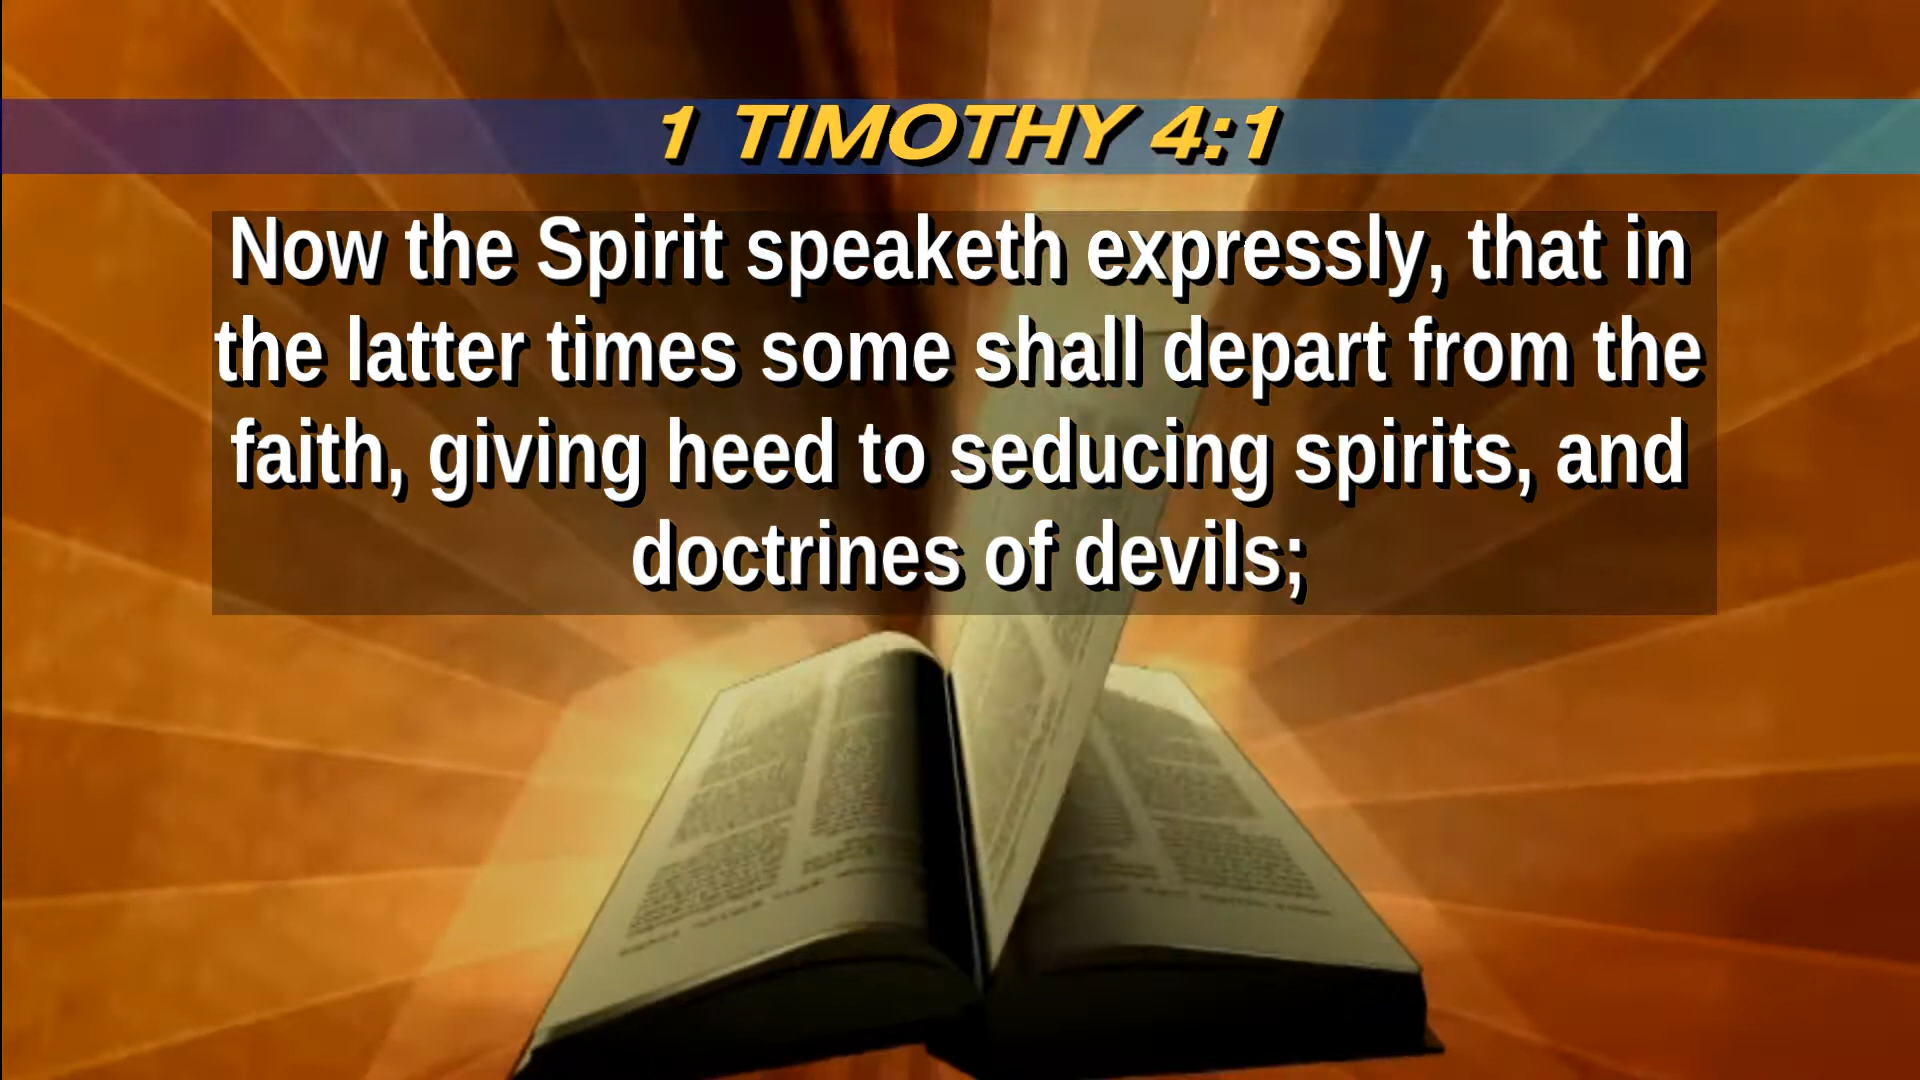 1 TIMOTHY 4:1
Now the Spirit speaketh expressly, that in
the latter times some shall depart from the
faith, giving heed to seducing spirits, and
doctrines of devils;